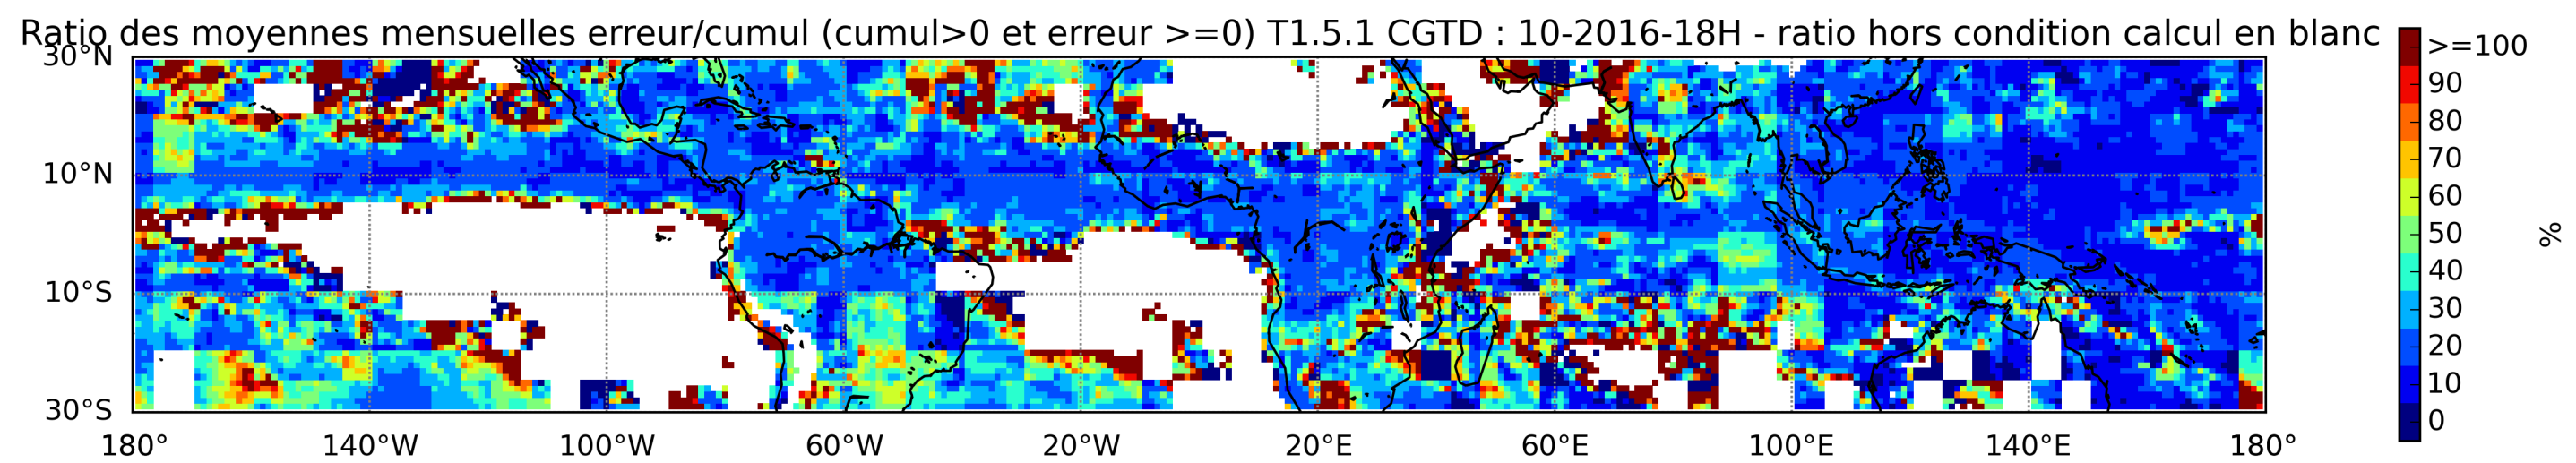 Ratio des moyennes mensuelles erreur/cumul (cumul>0 et erreur >=0) T1.5.1 CGTD : 10-2016-18H - ratio hors condition calcul en blanc
30°N
10°N
10°S
30°S
180°
140°W
100°W
60°W
20°W
20°E
60°E
100°E
140°E
180°
>=100
90
80
70
60
50
40
30
20
10
0
%